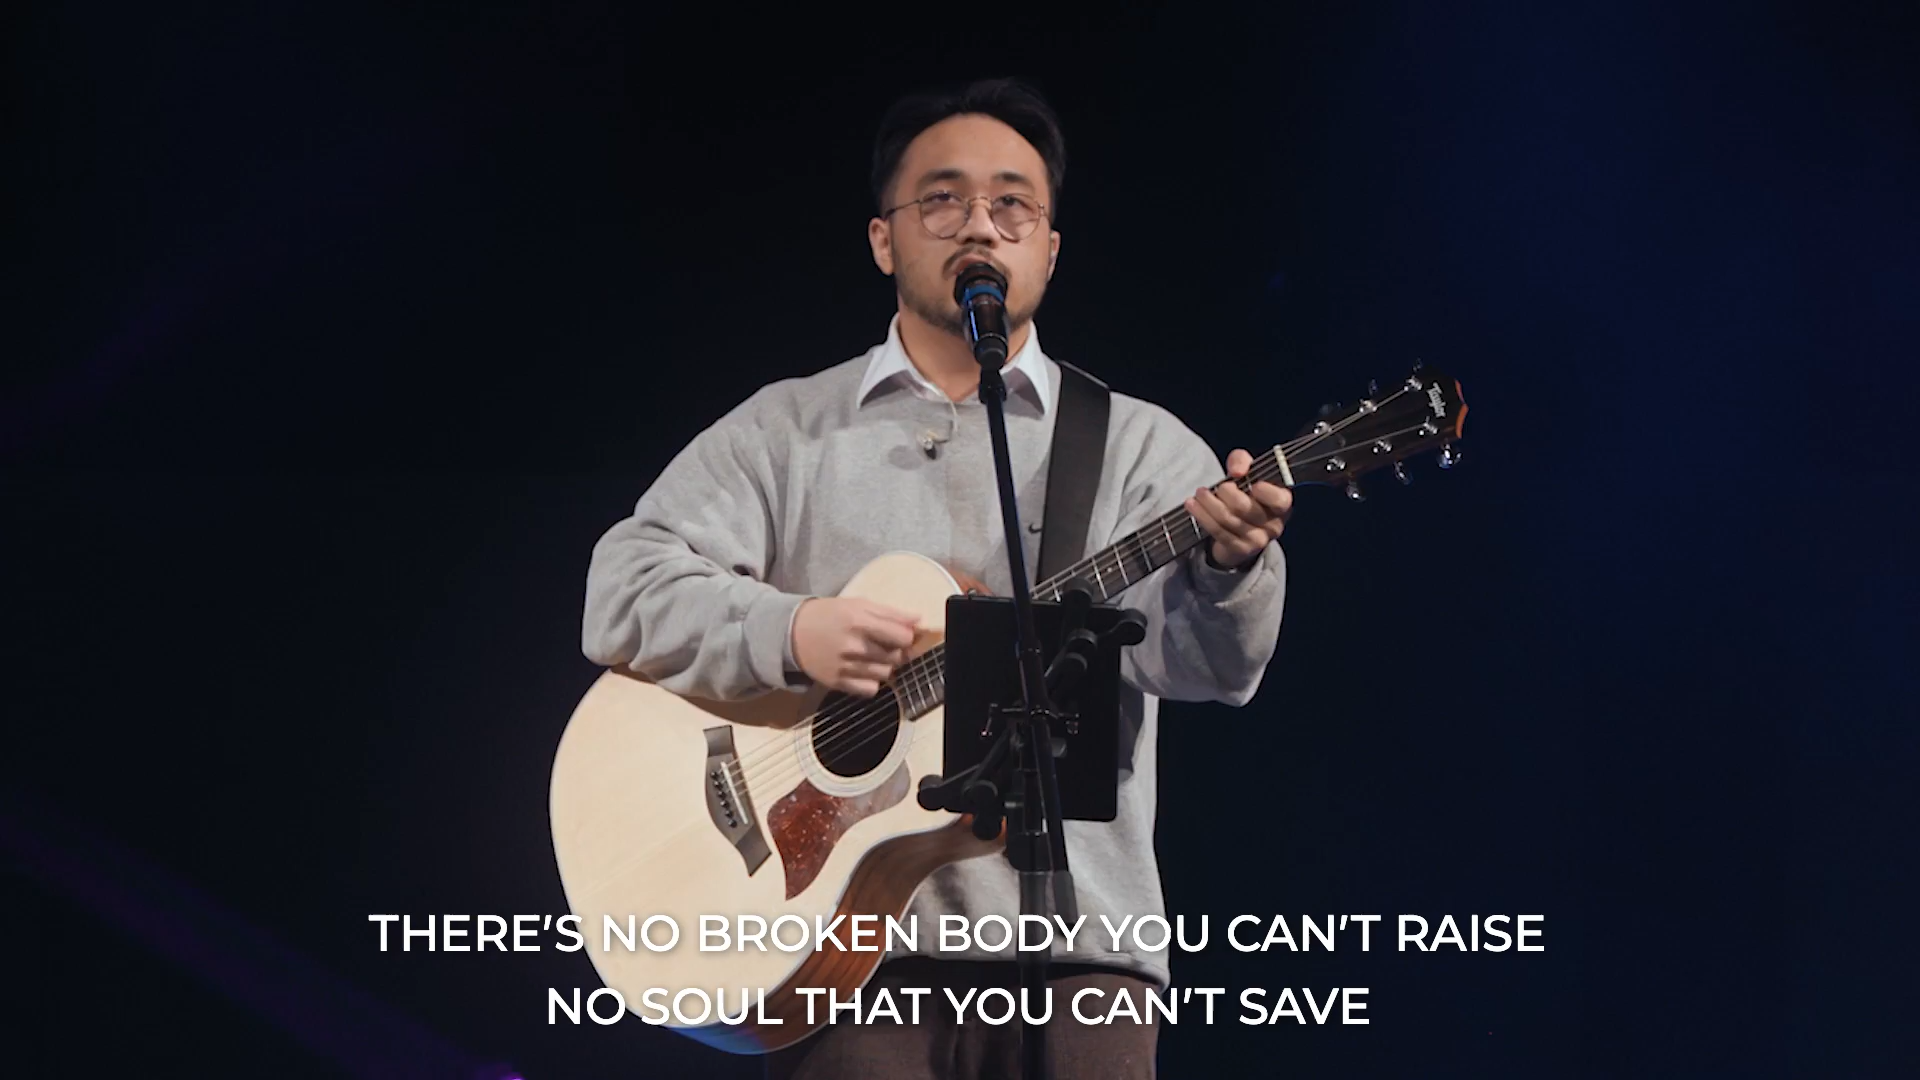 Taylor
THERE'S NO BROKEN BODY YOU CAN'T RAISE
NO SOUL THAT YOU CAN'T SAVE